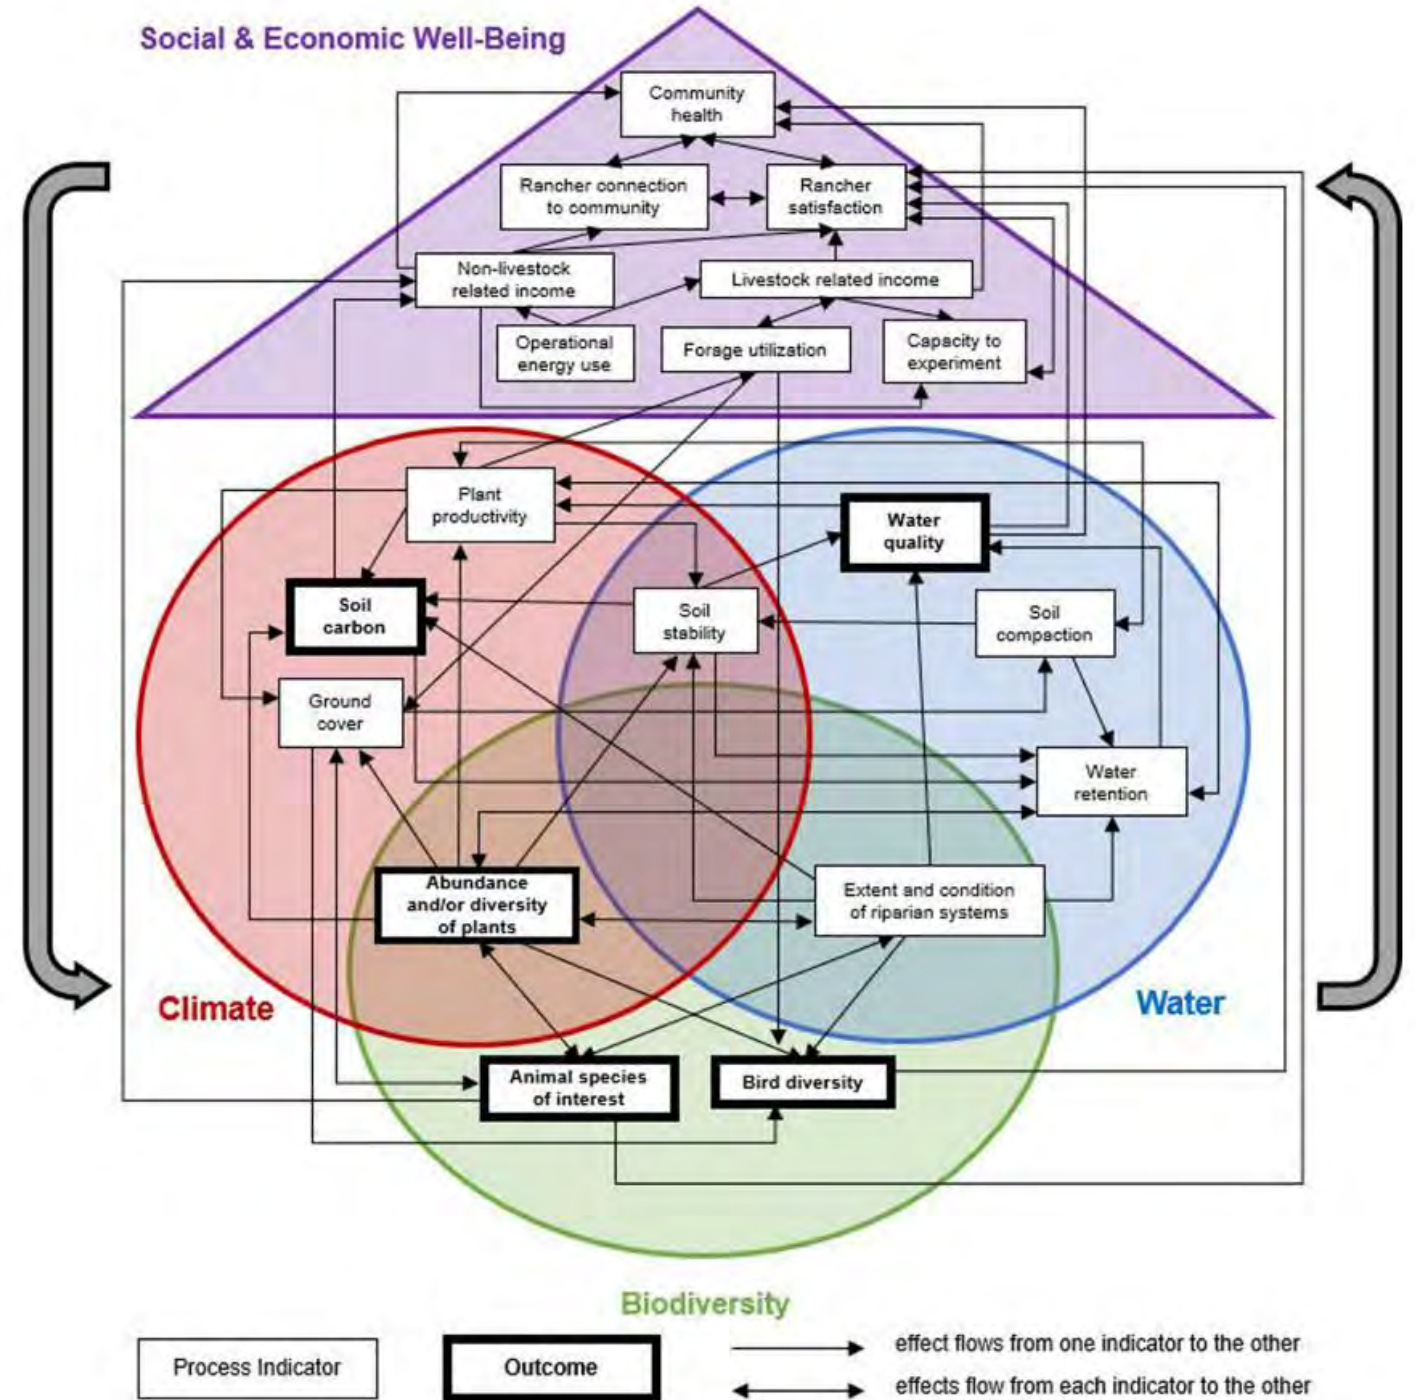 Social & Economic Well-Being
Community
health
Rancher connection
to community
Rancher
satisfaction
Non-livestock
related income
Livestock related income
Operational
energy use
Forage utilization
Capacity to
experiment
Plant
productivity
Water
quality
Soil
carbon
Soil
stability
Soil
compaction
Ground
cover
Water
retention
Abundance
and/or diversity
of plants
Extent and condition
of riparian systems
Climate
Water
Animal species
of interest
Bird diversity
Biodiversity
Process Indicator
Outcome
effect flows from one indicator to the other
effects flow from each indicator to the other